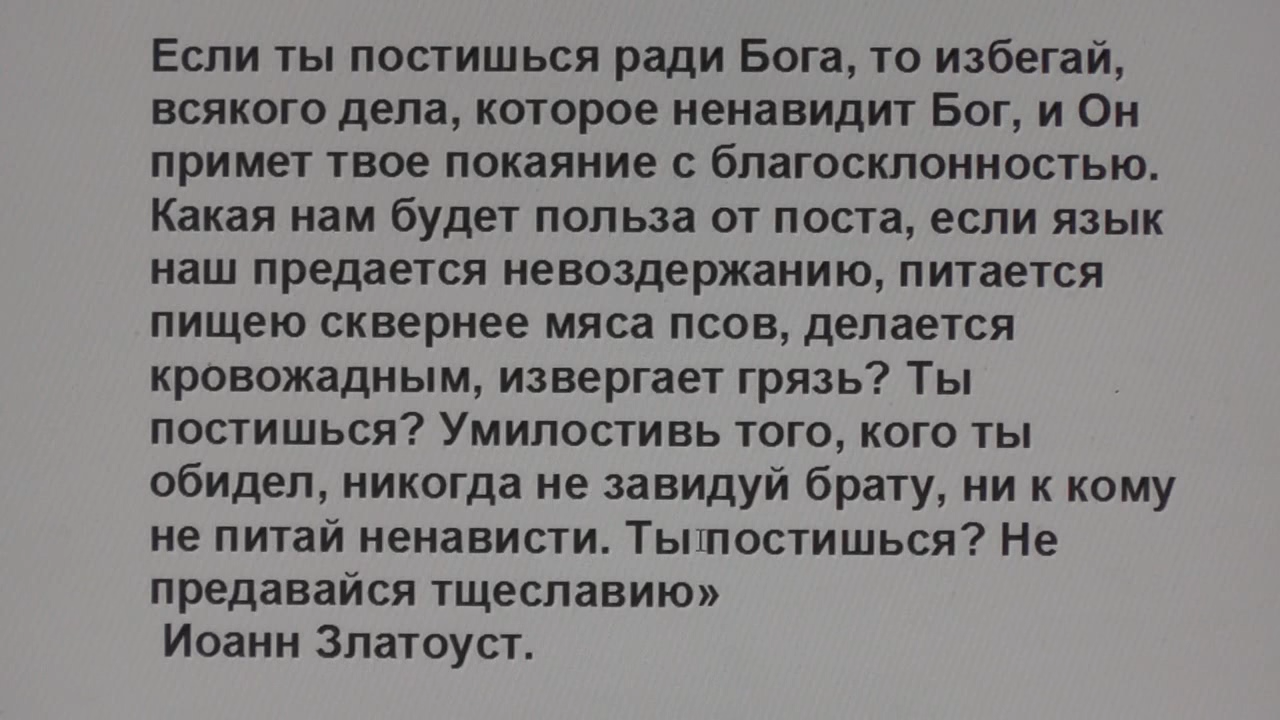 Если ты постишься ради Бога, то избегай,
всякого дела, которое ненавидит Бог, и Он
примет твое покаяние с благосклонностью.
Какая нам будет польза от поста, если язык
наш предается невоздержанию, питается
пищею сквернее мяса псов, делается
кровожадным, извергает грязь? Ты
постишься? Умилостивь того, кого ты
обидел, никогда не завидуй брату, ни к кому
не питай ненависти. Ты постишься? Не
предавайся тщеславию»
Иоанн Златоуст.